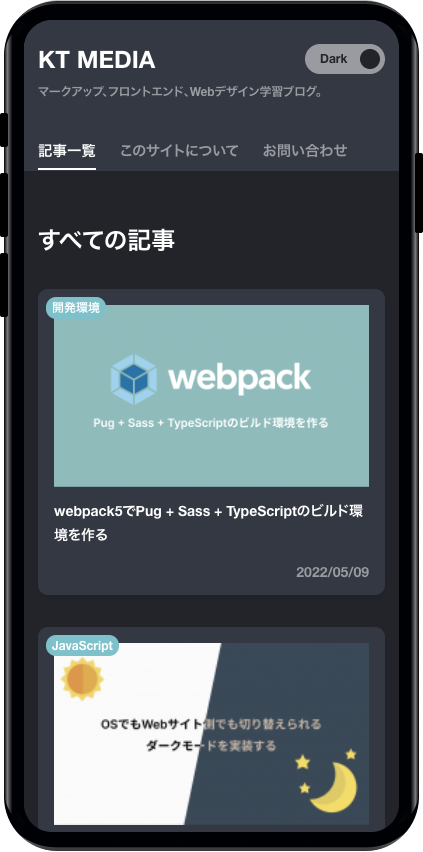 KT MEDIA
Dark
マークアップ、フロントエンド、Webデザイン学習ブログ。
記事一覧
このサイトについて
お問い合わせ
すべての記事
開発環境
webpack
Pug + Sass + TypeScriptのビルド環境を作る
webpack5でPug + Sass + TypeScriptのビルド環
境を作る
2022/05/09
JavaScript
OSでもWebサイト側でも切り替えられる
ダークモードを実装する